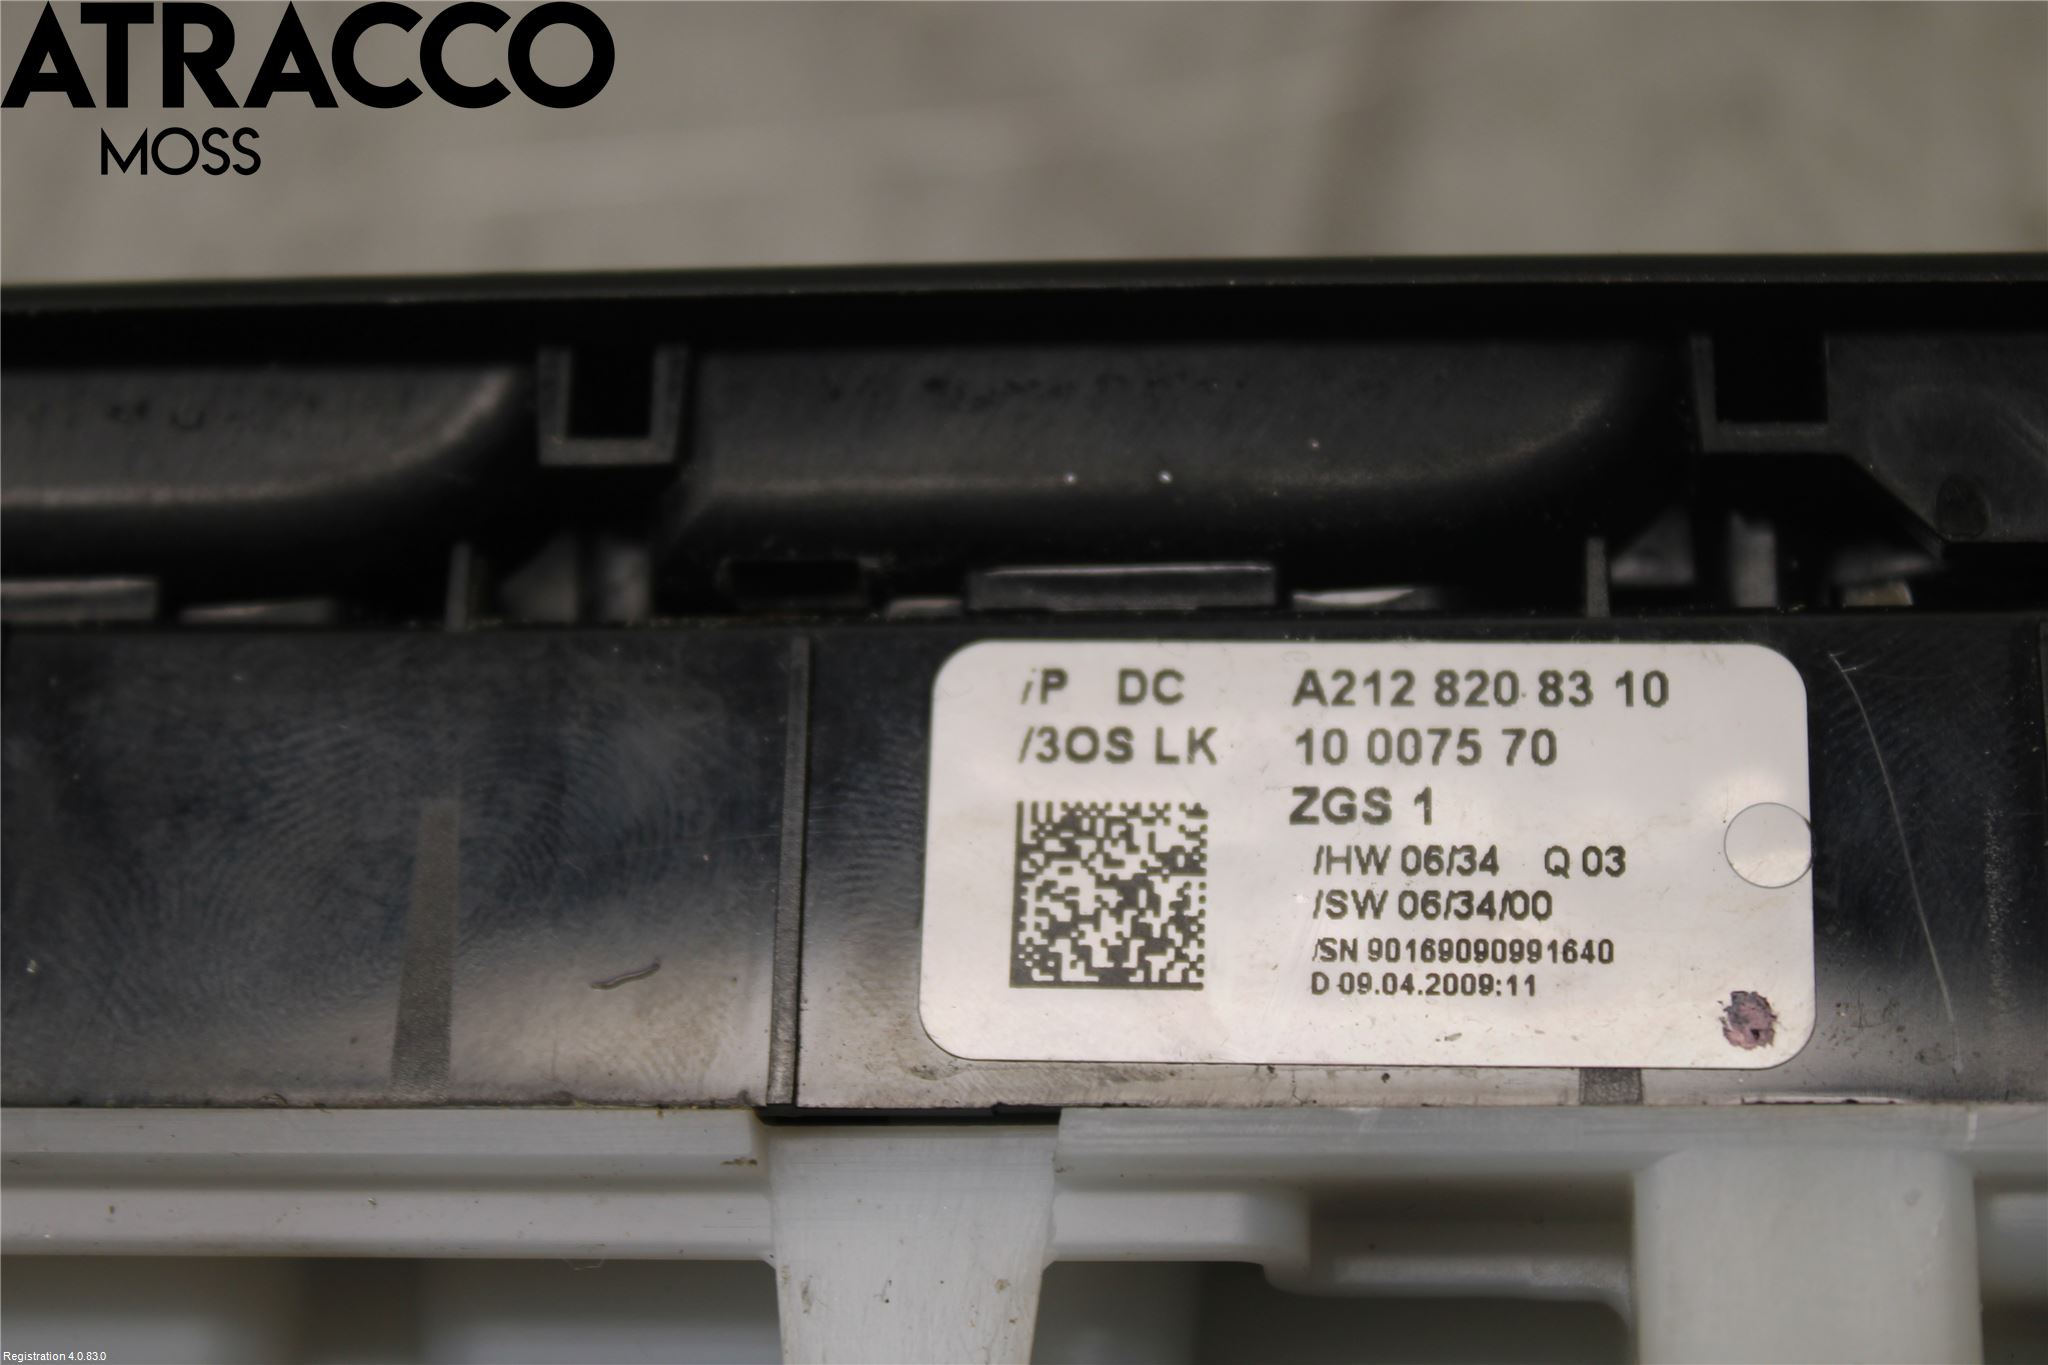 ATRACCO
MOSS
/P DC A212 820 83 10
/3OS LK 10 0075 70
ZGS 1
/HW 06/34 Q 03
/SW 06/34/00
/SN 90169090991640
D 09.04.2009:11
Registration 4.0.83.0